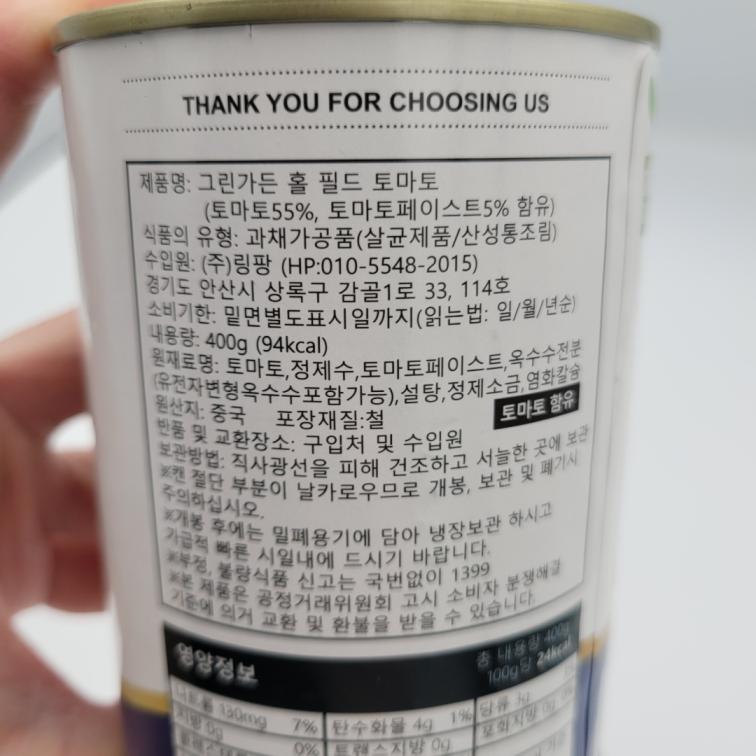 THANK YOU FOR CHOOSING US
제품명: 그린가든 홀 필드 토마토
(토마토55%, 토마토페이스트5% 함유)
식품의 유형: 과채가공품(살균제품/산성통조림)
수입원: (주)링팡 (HP:010-5548-2015)
경기도 안산시 상록구 감골1로 33, 114호
소비기한: 밑면별도표시일까지(읽는법: 일/월/년순)
내용량: 400g (94kcal)
원재료명: 토마토,정제수,토마토페이스트,옥수수전분
(유전자변형옥수수포함가능),설탕,정제소금,염화칼슘
원산지: 중국 포장재질:철 토마토 함유
반품 및 교환장소: 구입처 및 수입원
보관방법: 직사광선을 피해 건조하고 서늘한 곳에 보관
※캔 절단 부분이 날카로우므로 개봉, 보관 및 폐기시
주의하십시오.
※개봉 후에는 밀폐용기에 담아 냉장보관 하시고
가급적 빠른 시일내에 드시기 바랍니다.
※부정, 불량식품 신고는 국번없이 1399
※본 제품은 공정거래위원회 고시 소비자 분쟁해결
기준에 의거 교환 및 환불을 받을 수 있습니다.
영양정보
총 내용량 400g
100g당 24kcal
나트륨 130mg 7% 탄수화물 4g 1% 당류 3g
지방 0g 0% 트랜스지방 0g 포화지방 0g